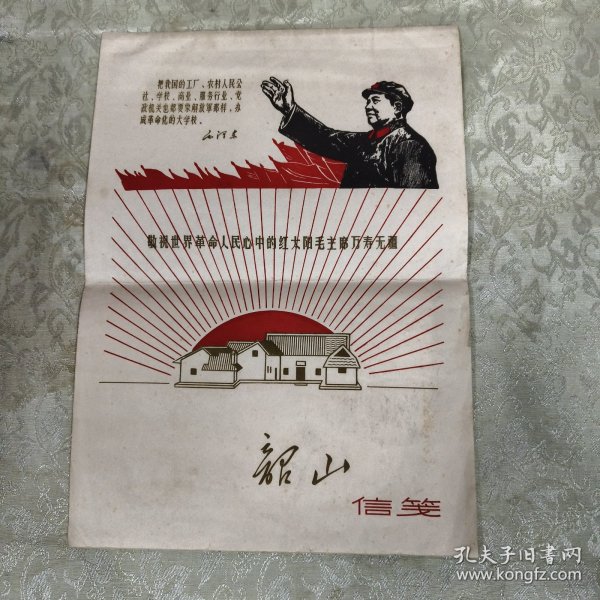 把我国的工厂、农村人民公
社、学校、商业、服务行业、党
政机关也都要象解放军那样，办
成革命化的大学校。
毛泽东
敬祝世界革命人民心中的红太阳毛主席万寿无疆
韶山
信笺
孔夫子旧书网
www.kongfz.com